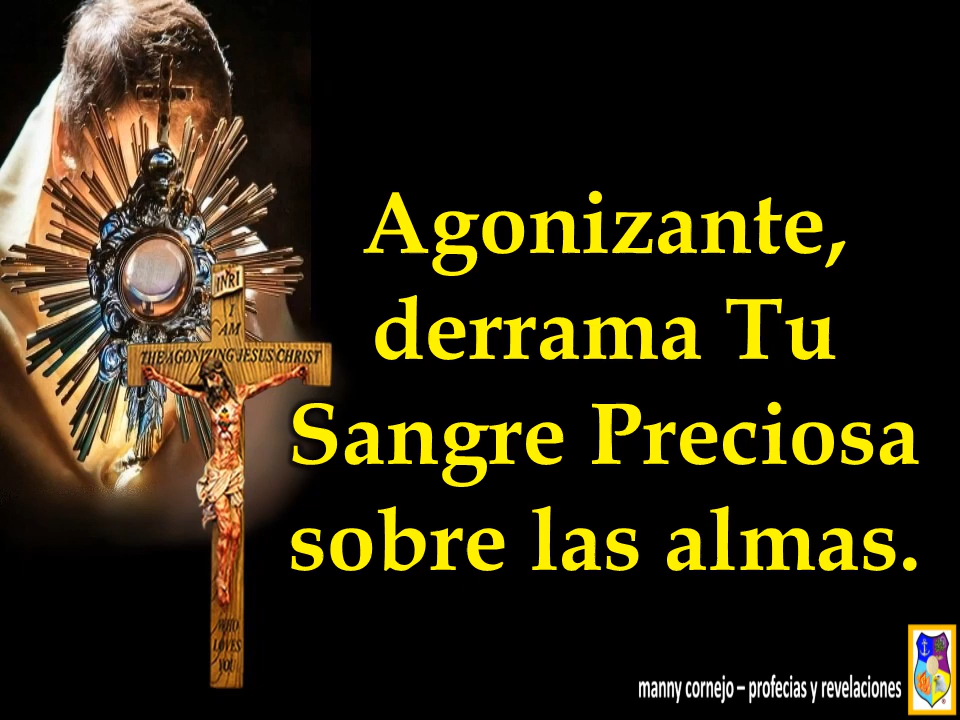 INRI
I
AM
THE AGONIZING JESUS CHRIST
WHO
LOVES
YOU
Agonizante,
derrama Tu
Sangre Preciosa
sobre las almas.
manny cornejo – profecias y revelaciones